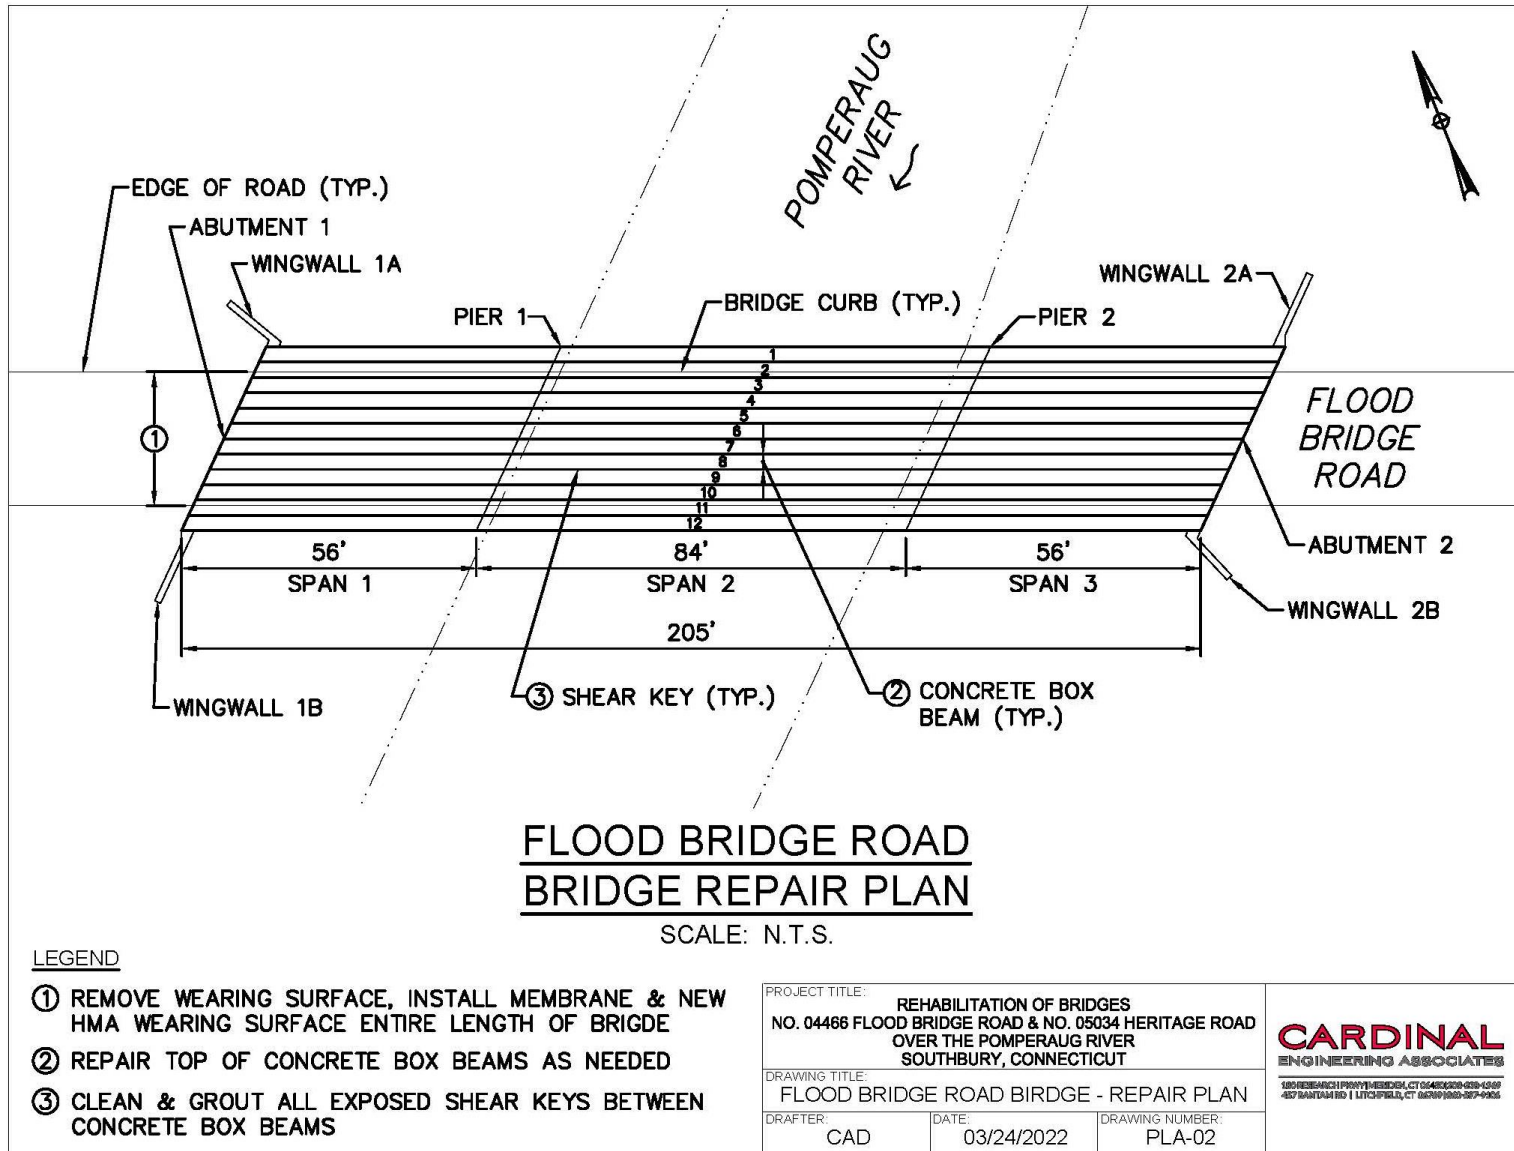 POMPERAUG
RIVER
EDGE OF ROAD (TYP.)
ABUTMENT 1
WINGWALL 1A
WINGWALL 2A
PIER 1
BRIDGE CURB (TYP.)
PIER 2
1
2
3
4
5
6
7
8
9
10
11
12
1
FLOOD
BRIDGE
ROAD
56'
84'
56'
ABUTMENT 2
SPAN 1
SPAN 2
SPAN 3
WINGWALL 2B
205'
3 SHEAR KEY (TYP.)
2 CONCRETE BOX
BEAM (TYP.)
WINGWALL 1B
FLOOD BRIDGE ROAD
BRIDGE REPAIR PLAN
SCALE: N.T.S.
LEGEND
1 REMOVE WEARING SURFACE, INSTALL MEMBRANE & NEW
HMA WEARING SURFACE ENTIRE LENGTH OF BRIGDE
2 REPAIR TOP OF CONCRETE BOX BEAMS AS NEEDED
3 CLEAN & GROUT ALL EXPOSED SHEAR KEYS BETWEEN
CONCRETE BOX BEAMS
PROJECT TITLE:
REHABILITATION OF BRIDGES
NO. 04466 FLOOD BRIDGE ROAD & NO. 05034 HERITAGE ROAD
OVER THE POMPERAUG RIVER
SOUTHBURY, CONNECTICUT
DRAWING TITLE:
FLOOD BRIDGE ROAD BIRDGE - REPAIR PLAN
DRAFTER:
CAD
DATE:
03/24/2022
DRAWING NUMBER:
PLA-02
CARDINAL
ENGINEERING ASSOCIATES